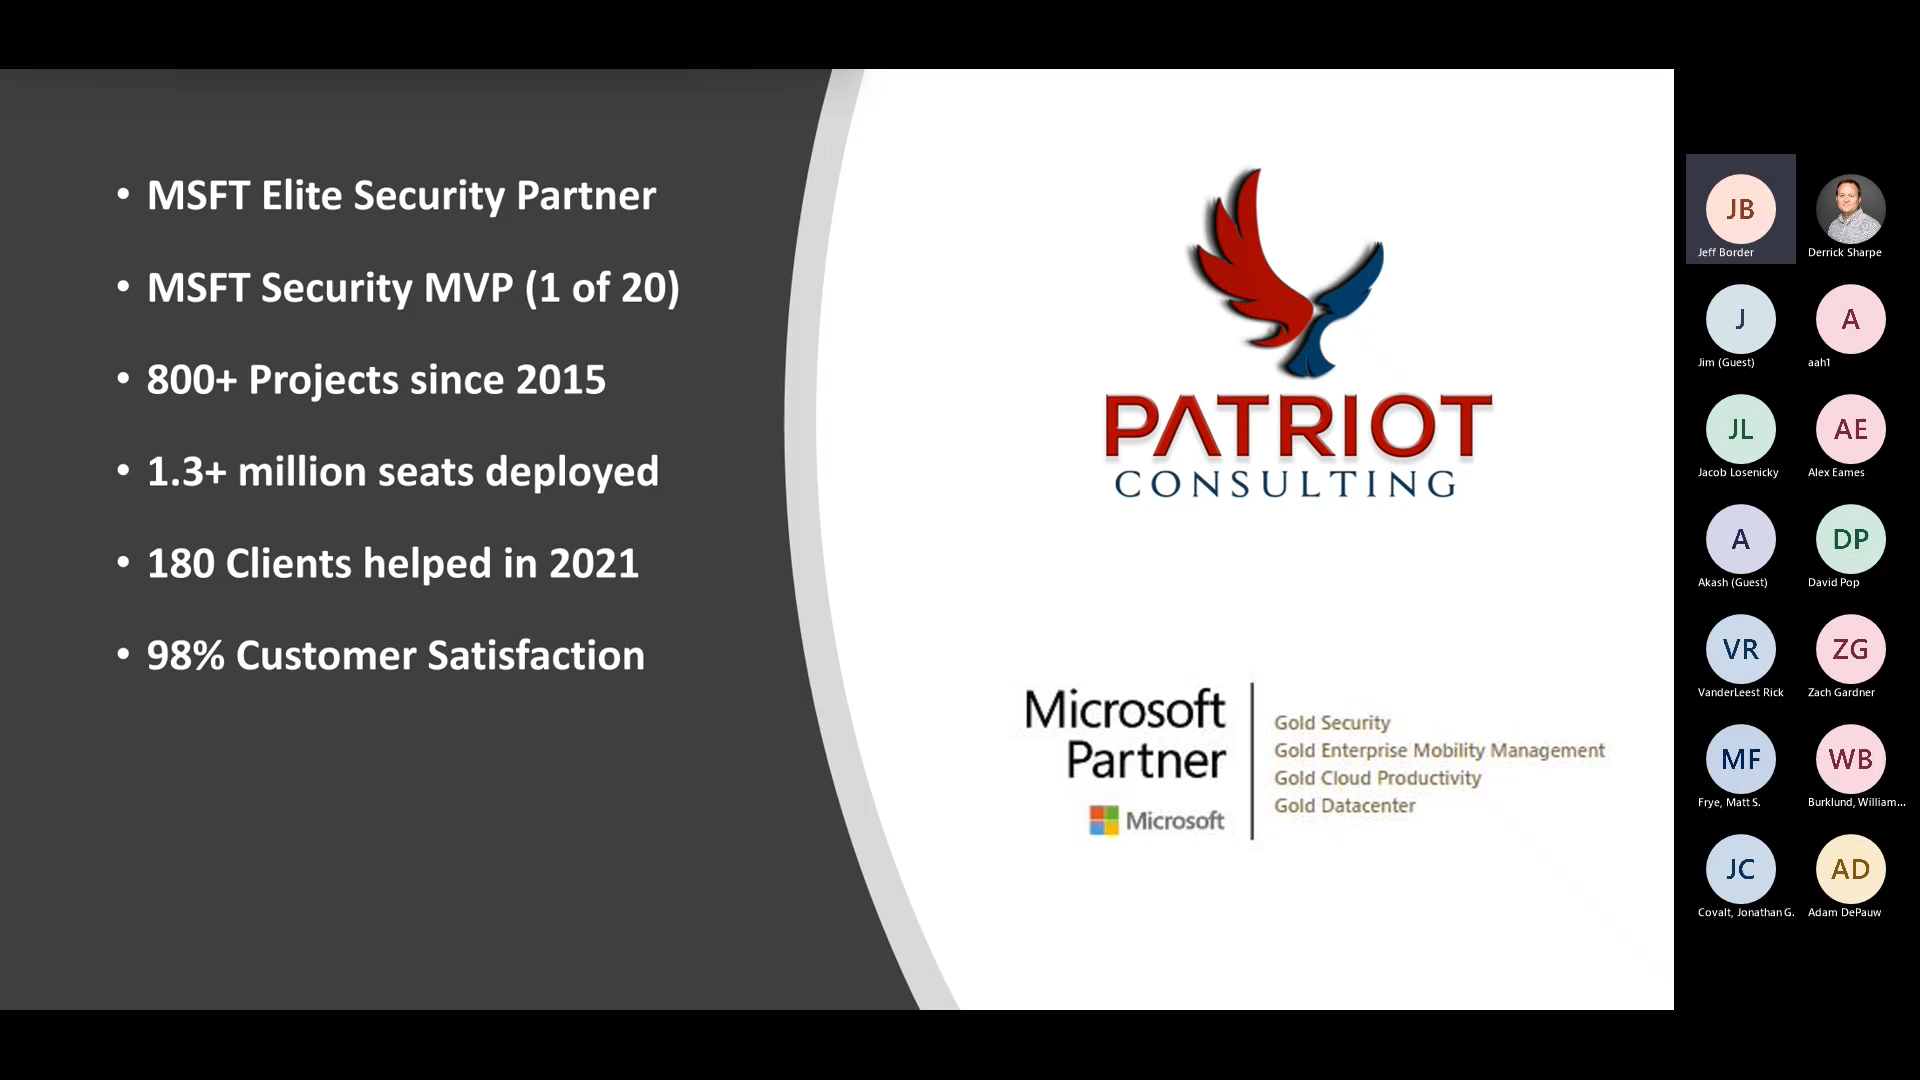 • MSFT Elite Security Partner
• MSFT Security MVP (1 of 20)
• 800+ Projects since 2015
• 1.3+ million seats deployed
• 180 Clients helped in 2021
• 98% Customer Satisfaction
PATRIOT
CONSULTING
Microsoft
Partner
Microsoft
Gold Security
Gold Enterprise Mobility Management
Gold Cloud Productivity
Gold Datacenter
JB
Jeff Border
Derrick Sharpe
J
Jim (Guest)
A
aah1
JL
Jacob Losenicky
AE
Alex Eames
A
Akash (Guest)
DP
David Pop
VR
VanderLeest Rick
ZG
Zach Gardner
MF
Frye, Matt S.
WB
Burklund, William...
JC
Covalt, Jonathan G.
AD
Adam DePauw